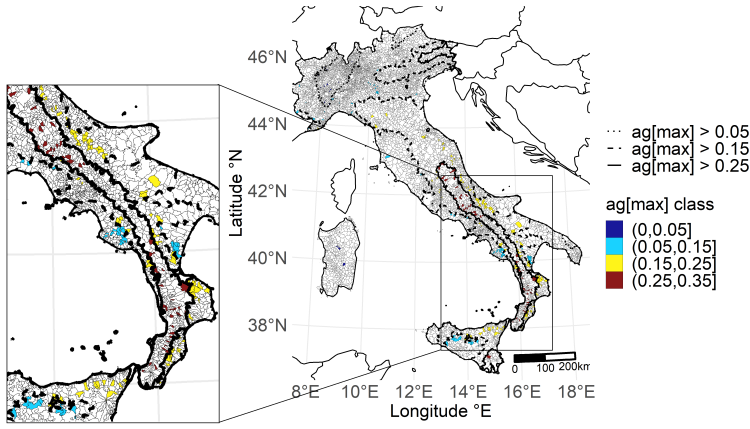 46°N
44°N
42°N
40°N
38°N
Latitude °N
8°E 10°E 12°E 14°E 16°E 18°E
Longitude °E
0 100 200km
ag[max] > 0.05
ag[max] > 0.15
ag[max] > 0.25
ag[max] class
(0,0.05]
(0.05,0.15]
(0.15,0.25]
(0.25,0.35]